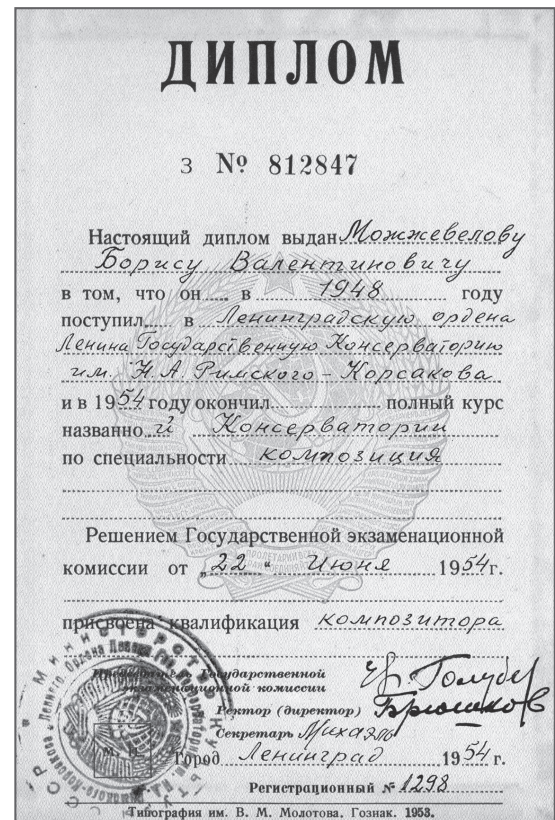 ДИПЛОМ
З № 812847
Настоящий диплом выдан Можжевелову
Борису Валентиновичу
в том, что он в 1948 году
поступил в Ленинградскую ордена
Ленина Государственную Консерваторию
им. Н. А. Римского-Корсакова
и в 1954 году окончил полный курс
названной Консерватории
по специальности композиция
Решением Государственной экзаменационной
комиссии от „22“ Июня 1954 г.
присвоена квалификация композитора
Председатель Государственной
экзаменационной комиссии
Ректор (директор) Брюшков
Секретарь
М. П.
Город Ленинград 1954 г.
Регистрационный № 1298
Типография им. В. М. Молотова. Гознак. 1953.